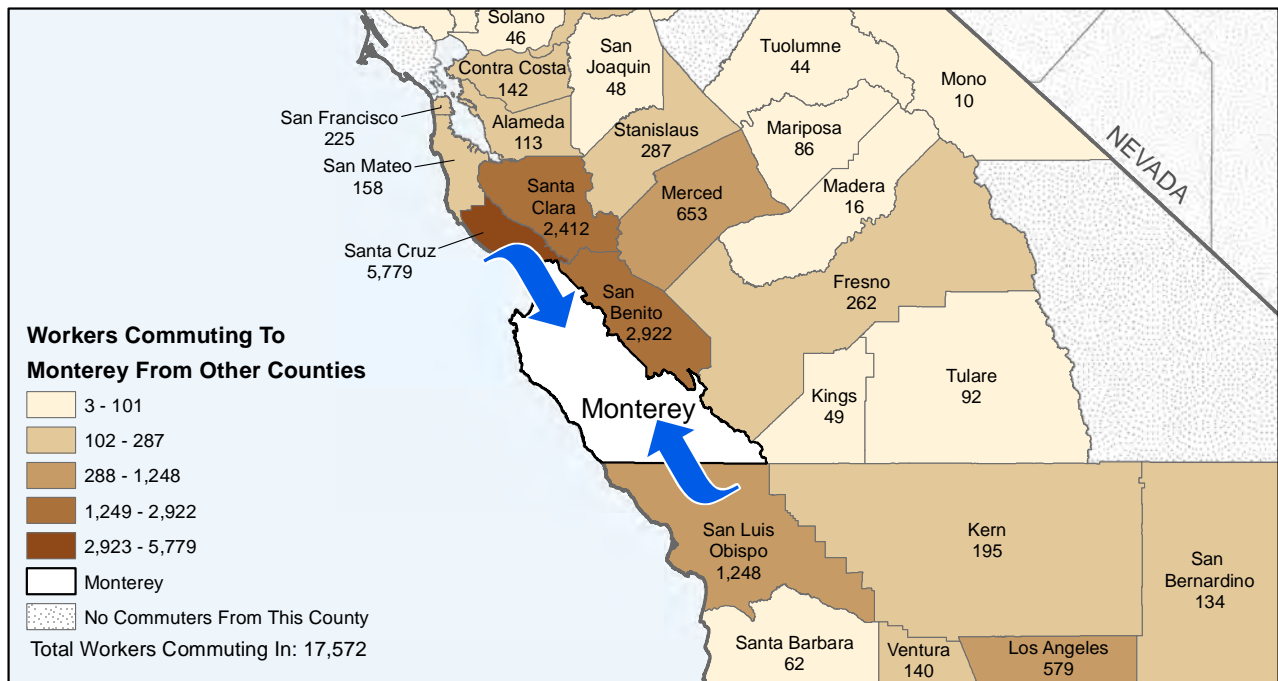 Solano
46
San
Joaquin
48
Tuolumne
44
Mono
10
Contra Costa
142
San Francisco
225
Alameda
113
Stanislaus
287
Mariposa
86
NEVADA
San Mateo
158
Santa
Clara
2,412
Merced
653
Madera
16
Santa Cruz
5,779
San
Benito
2,922
Fresno
262
Workers Commuting To
Monterey From Other Counties
3 - 101
102 - 287
288 - 1,248
1,249 - 2,922
2,923 - 5,779
Monterey
No Commuters From This County
Total Workers Commuting In: 17,572
Monterey
Kings
49
Tulare
92
San Luis
Obispo
1,248
Kern
195
San
Bernardino
134
Santa Barbara
62
Ventura
140
Los Angeles
579